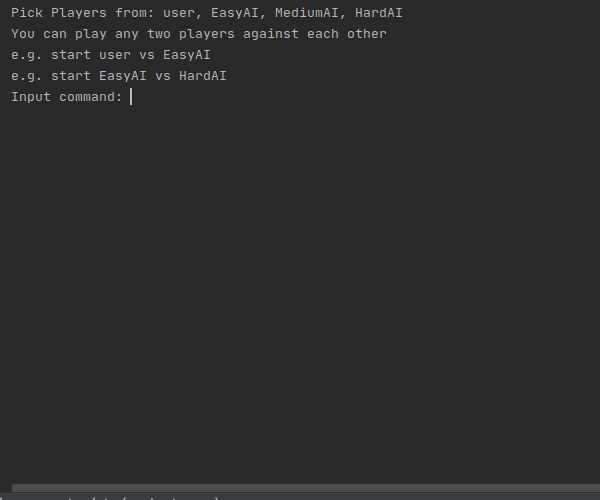 Pick Players from: user, EasyAI, MediumAI, HardAI
You can play any two players against each other
e.g. start user vs EasyAI
e.g. start EasyAI vs HardAI
Input command: